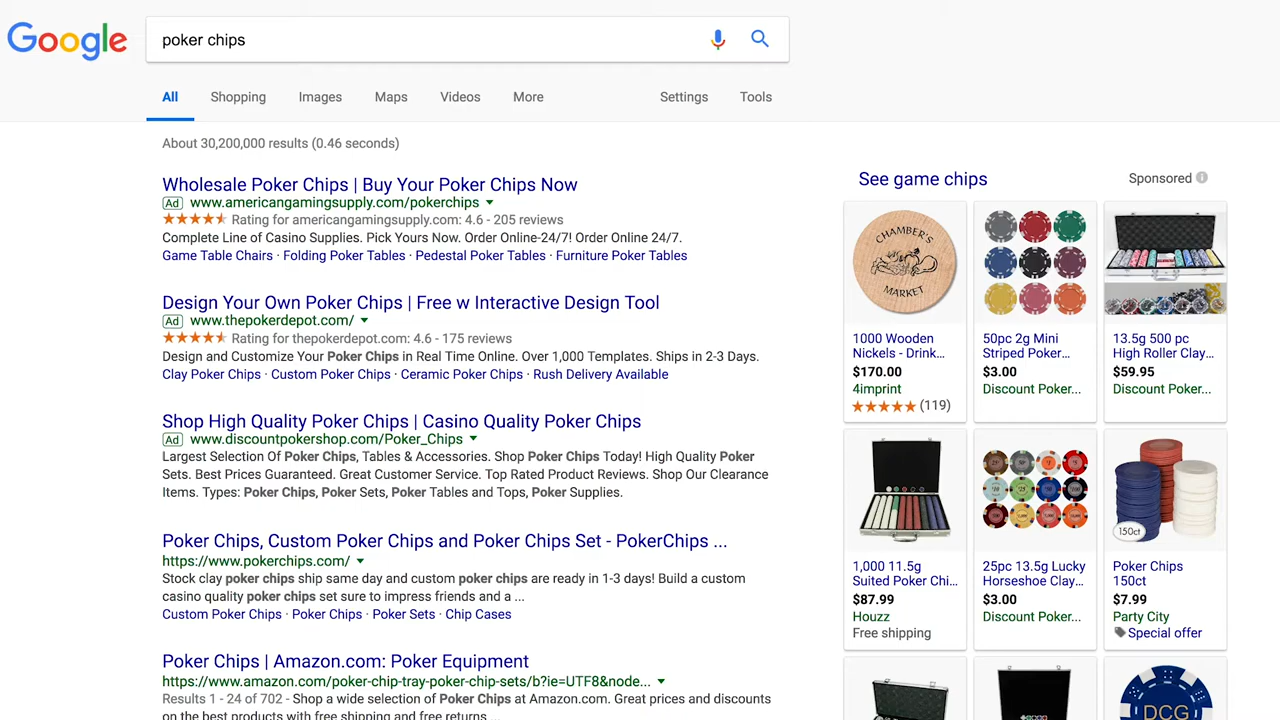 Google
poker chips
All Shopping Images Maps Videos More Settings Tools
About 30,200,000 results (0.46 seconds)
Wholesale Poker Chips | Buy Your Poker Chips Now
Ad www.americangamingsupply.com/pokerchips
Rating for americangamingsupply.com: 4.6 - 205 reviews
Complete Line of Casino Supplies. Pick Yours Now. Order Online-24/7! Order Online 24/7.
Game Table Chairs · Folding Poker Tables · Pedestal Poker Tables · Furniture Poker Tables
Design Your Own Poker Chips | Free w Interactive Design Tool
Ad www.thepokerdepot.com/
Rating for thepokerdepot.com: 4.6 - 175 reviews
Design and Customize Your Poker Chips in Real Time Online. Over 1,000 Templates. Ships in 2-3 Days.
Clay Poker Chips · Custom Poker Chips · Ceramic Poker Chips · Rush Delivery Available
Shop High Quality Poker Chips | Casino Quality Poker Chips
Ad www.discountpokershop.com/Poker_Chips
Largest Selection Of Poker Chips, Tables & Accessories. Shop Poker Chips Today! High Quality Poker
Sets. Best Prices Guaranteed. Great Customer Service. Top Rated Product Reviews. Shop Our Clearance
Items. Types: Poker Chips, Poker Sets, Poker Tables and Tops, Poker Supplies.
Poker Chips, Custom Poker Chips and Poker Chips Set - PokerChips ...
https://www.pokerchips.com/
Stock clay poker chips ship same day and custom poker chips are ready in 1-3 days! Build a custom
casino quality poker chips set sure to impress friends and a ...
Custom Poker Chips · Poker Chips · Poker Sets · Chip Cases
Poker Chips | Amazon.com: Poker Equipment
https://www.amazon.com/poker-chip-tray-poker-chip-sets/b?ie=UTF8&node...
Results 1 - 24 of 702 - Shop a wide selection of Poker Chips at Amazon.com. Great prices and discounts
on the best products with free shipping and free returns ...
See game chips
Sponsored
CHAMBER'S
MARKET
1000 Wooden
Nickels - Drink...
$170.00
4imprint
(119)
50pc 2g Mini
Striped Poker...
$3.00
Discount Poker...
13.5g 500 pc
High Roller Clay...
$59.95
Discount Poker...
1,000 11.5g
Suited Poker Chi...
$87.99
Houzz
Free shipping
25pc 13.5g Lucky
Horseshoe Clay...
$3.00
Discount Poker...
150ct
Poker Chips
150ct
$7.99
Party City
Special offer
DCG